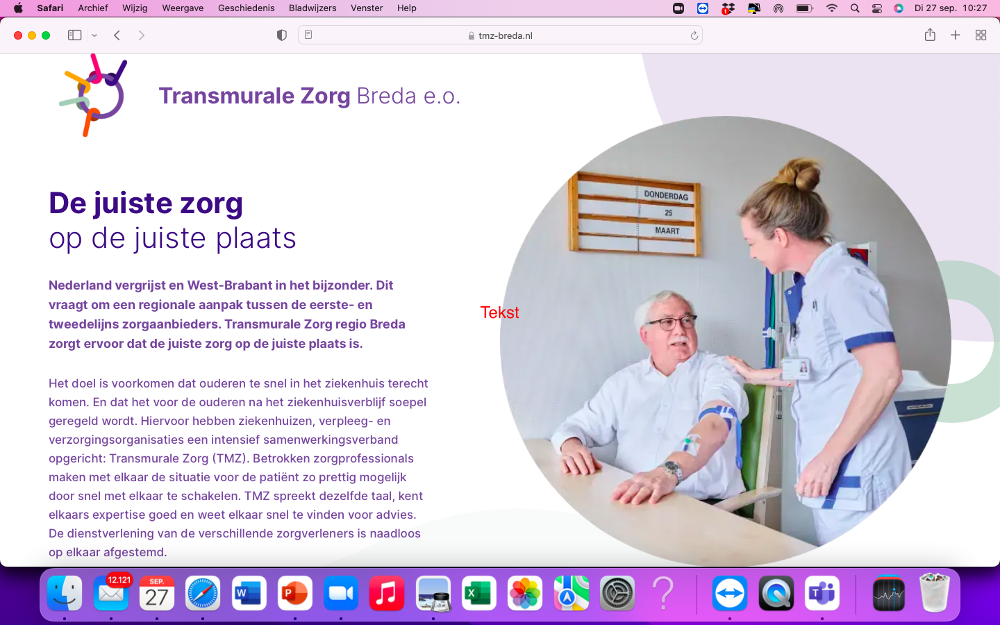 Safari Archief Wijzig Weergave Geschiedenis Bladwijzers Venster Help
1
Di 27 sep. 10:27
tmz-breda.nl
Transmurale Zorg Breda e.o.
De juiste zorg
op de juiste plaats
Nederland vergrijst en West-Brabant in het bijzonder. Dit
vraagt om een regionale aanpak tussen de eerste- en
tweedelijns zorgaanbieders. Transmurale Zorg regio Breda
zorgt ervoor dat de juiste zorg op de juiste plaats is.
Het doel is voorkomen dat ouderen te snel in het ziekenhuis terecht
komen. En dat het voor de ouderen na het ziekenhuisverblijf soepel
geregeld wordt. Hiervoor hebben ziekenhuizen, verpleeg- en
verzorgingsorganisaties een intensief samenwerkingsverband
opgericht: Transmurale Zorg (TMZ). Betrokken zorgprofessionals
maken met elkaar de situatie voor de patiënt zo prettig mogelijk
door snel met elkaar te schakelen. TMZ spreekt dezelfde taal, kent
elkaars expertise goed en weet elkaar snel te vinden voor advies.
De dienstverlening van de verschillende zorgverleners is naadloos
op elkaar afgestemd.
Tekst
DONDERDAG
25
MAART
12.121
SEP.
27
W
P
X
?
T